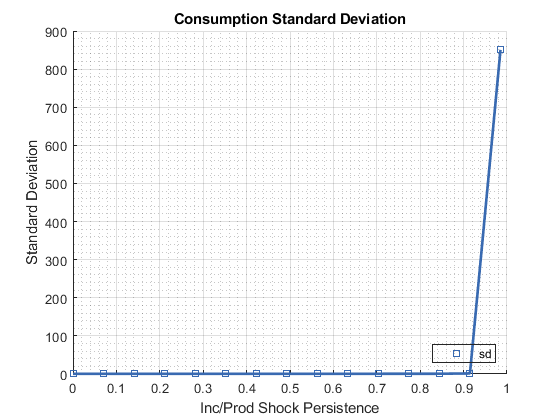 Consumption Standard Deviation
900
800
700
600
500
400
300
200
100
0
Standard Deviation
sd
0 0.1 0.2 0.3 0.4 0.5 0.6 0.7 0.8 0.9 1
Inc/Prod Shock Persistence